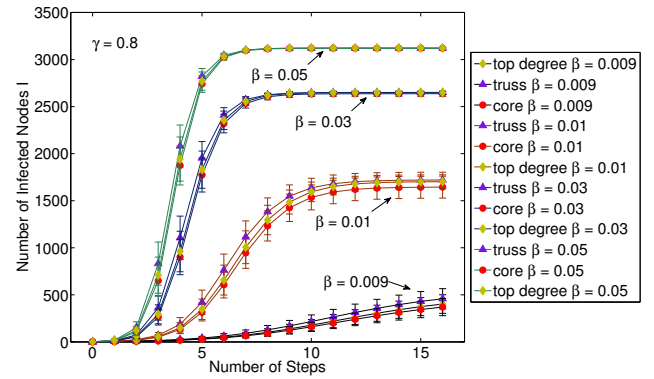 γ = 0.8
β = 0.05
β = 0.03
β = 0.01
β = 0.009
Number of Infected Nodes I
3500
3000
2500
2000
1500
1000
500
0
0 5 10 15
Number of Steps
top degree β = 0.009
truss β = 0.009
core β = 0.009
truss β = 0.01
core β = 0.01
top degree β = 0.01
truss β = 0.03
core β = 0.03
top degree β = 0.03
truss β = 0.05
core β = 0.05
top degree β = 0.05